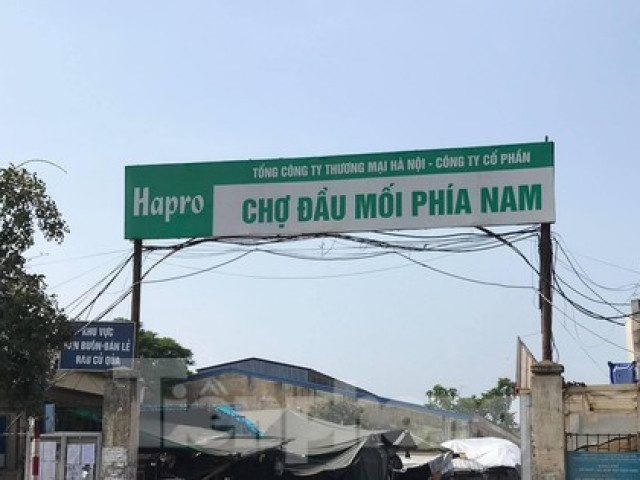 TỔNG CÔNG TY THƯƠNG MẠI HÀ NỘI - CÔNG TY CỔ PHẦN
Hapro
CHỢ ĐẦU MỐI PHÍA NAM
KHU VỰC
BUÔN-BÁN LẺ
RAU CỦ QUẢ